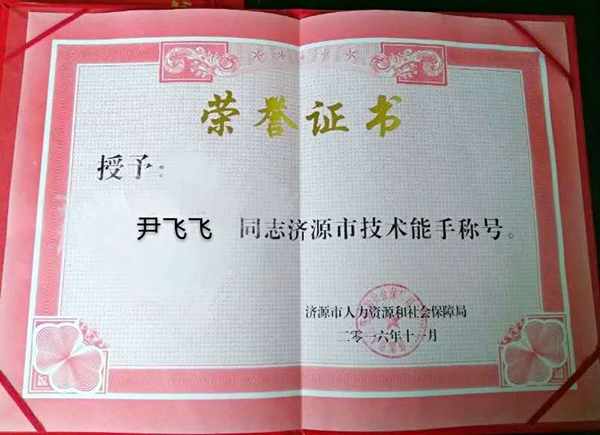 荣誉证书
授予:
尹飞飞 同志济源市技术能手称号。
济源市人力资源和社会保障局
二零一六年十一月